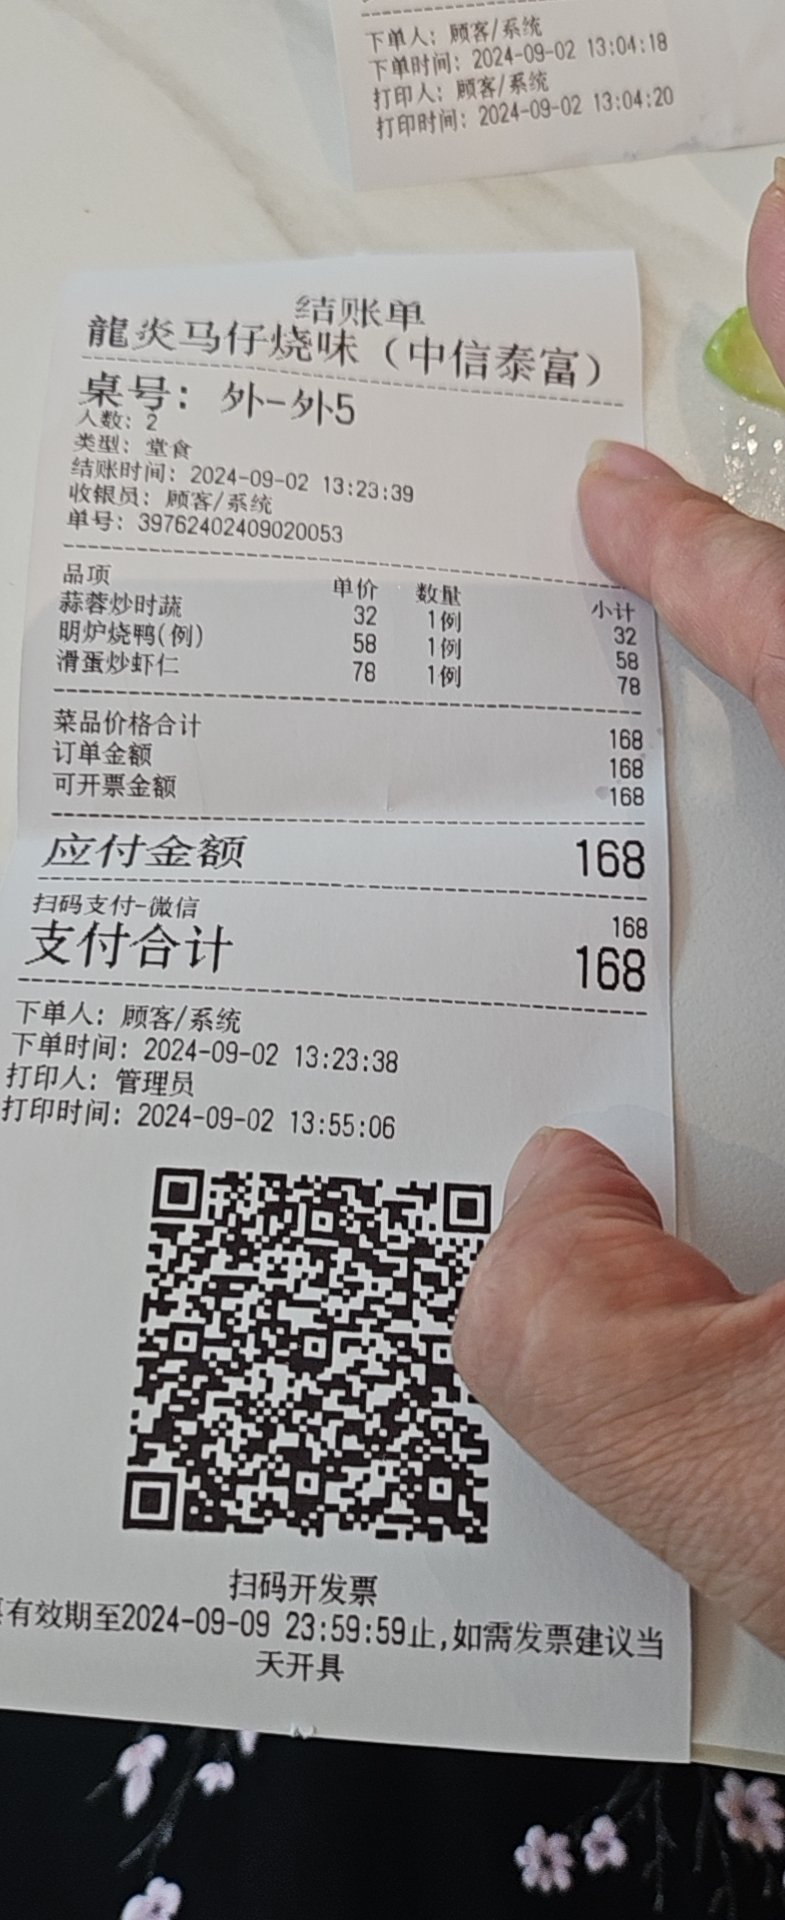 下单人: 顾客/系统
下单时间: 2024-09-02 13:04:18
打印人: 顾客/系统
打印时间: 2024-09-02 13:04:20
结账单
龍炎马仔烧味（中信泰富）
桌号: 外-外5
人数: 2
类型: 堂食
结账时间: 2024-09-02 13:23:39
收银员: 顾客/系统
单号: 39762402409020053
品项 单价 数量 小计
蒜蓉炒时蔬 32 1例 32
明炉烧鸭(例) 58 1例 58
滑蛋炒虾仁 78 1例 78
菜品价格合计 168
订单金额 168
可开票金额 168
应付金额 168
扫码支付-微信 168
支付合计 168
下单人: 顾客/系统
下单时间: 2024-09-02 13:23:38
打印人: 管理员
打印时间: 2024-09-02 13:55:06
扫码开发票
有效期至2024-09-09 23:59:59止,如需发票建议当
天开具